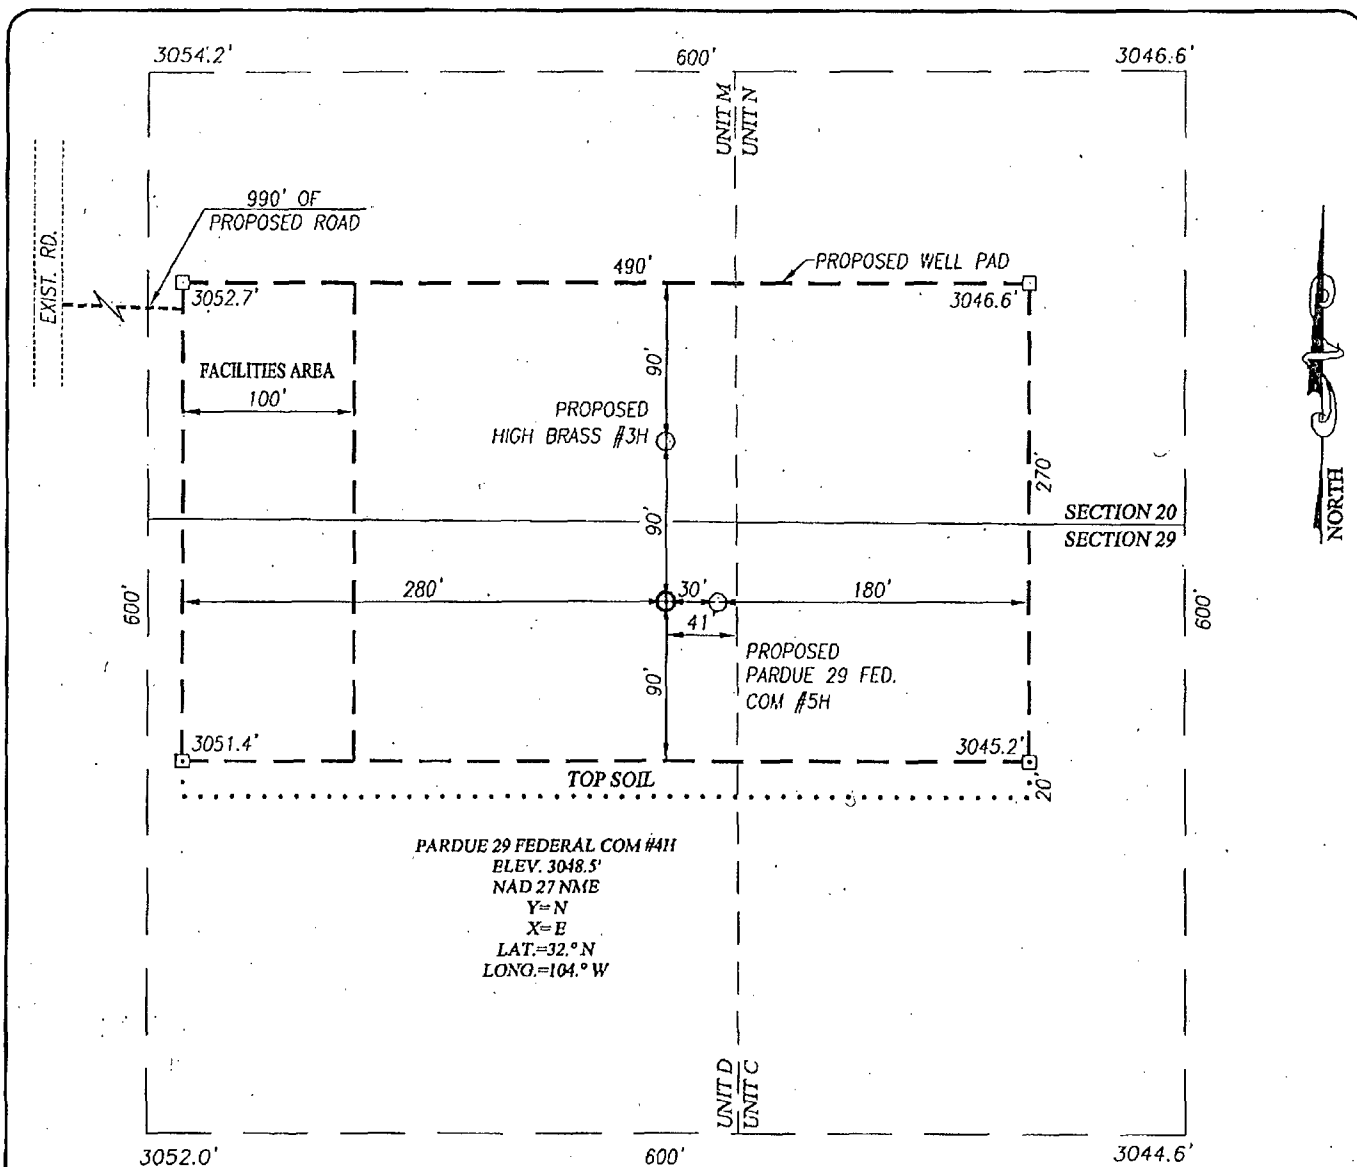 3054.2'
600'
3046.6'
UNIT M
UNIT N
990' OF
PROPOSED ROAD
EXIST. RD.
490'
PROPOSED WELL PAD
3052.7'
3046.6'
FACILITIES AREA
100'
90'
PROPOSED
HIGH BRASS #3H
270'
NORTH
SECTION 20
SECTION 29
90'
600'
280'
30'
180'
600'
41'
90'
PROPOSED
PARDUE 29 FED.
COM #5H
3051.4'
3045.2'
TOP SOIL
20'
PARDUE 29 FEDERAL COM #4H
ELEV. 3048.5'
NAD 27 NME
Y= N
X= E
LAT.=32.° N
LONG.=104.° W
UNIT D
UNIT C
3052.0'
600'
3044.6'